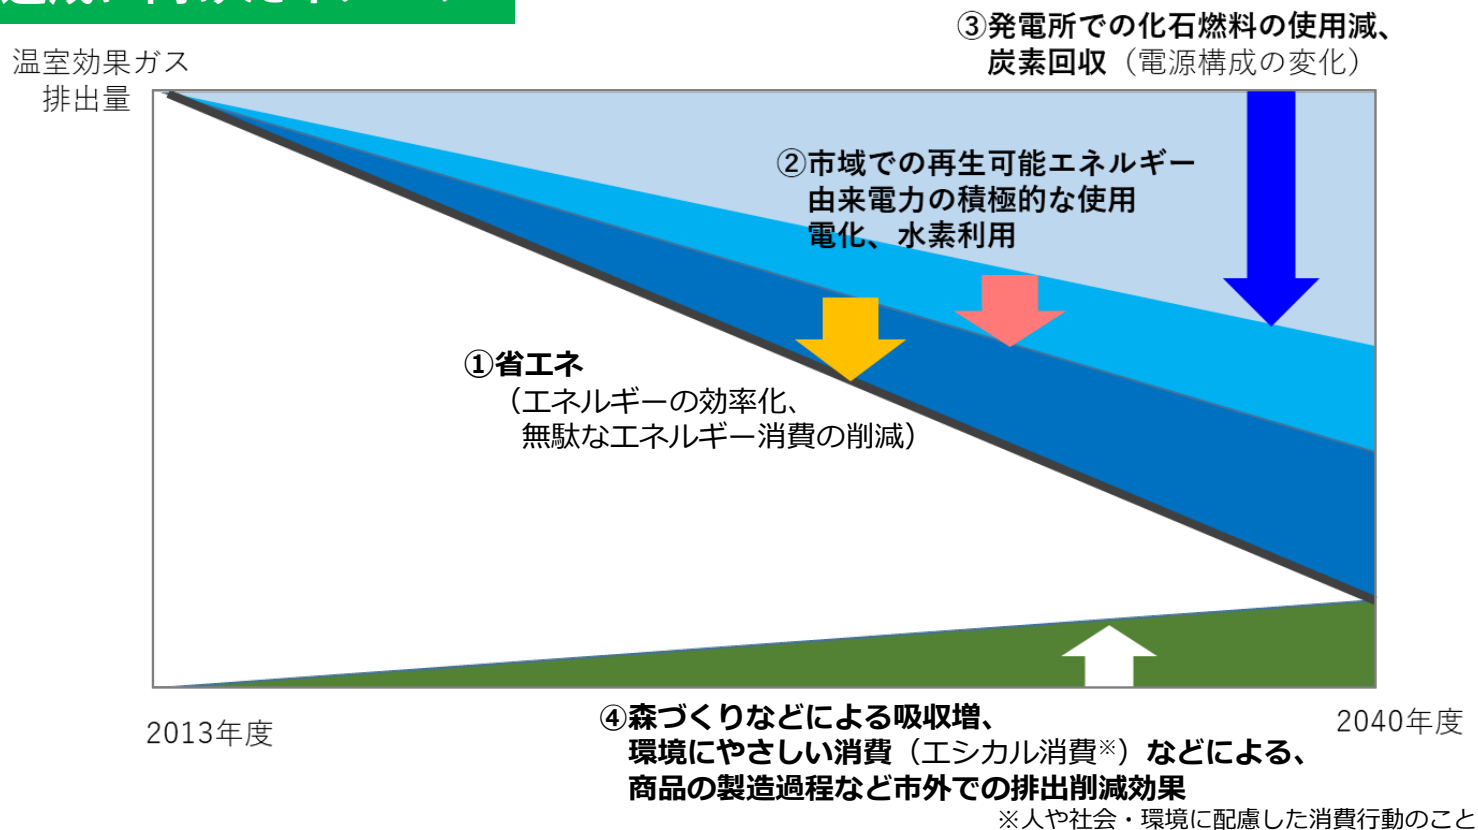 ③発電所での化石燃料の使用減、
炭素回収（電源構成の変化）
温室効果ガス
排出量
②市域での再生可能エネルギー
由来電力の積極的な使用
電化、水素利用
①省エネ
（エネルギーの効率化、
無駄なエネルギー消費の削減）
2013年度
2040年度
④森づくりなどによる吸収増、
環境にやさしい消費（エシカル消費※）などによる、
商品の製造過程など市外での排出削減効果
※人や社会・環境に配慮した消費行動のこと